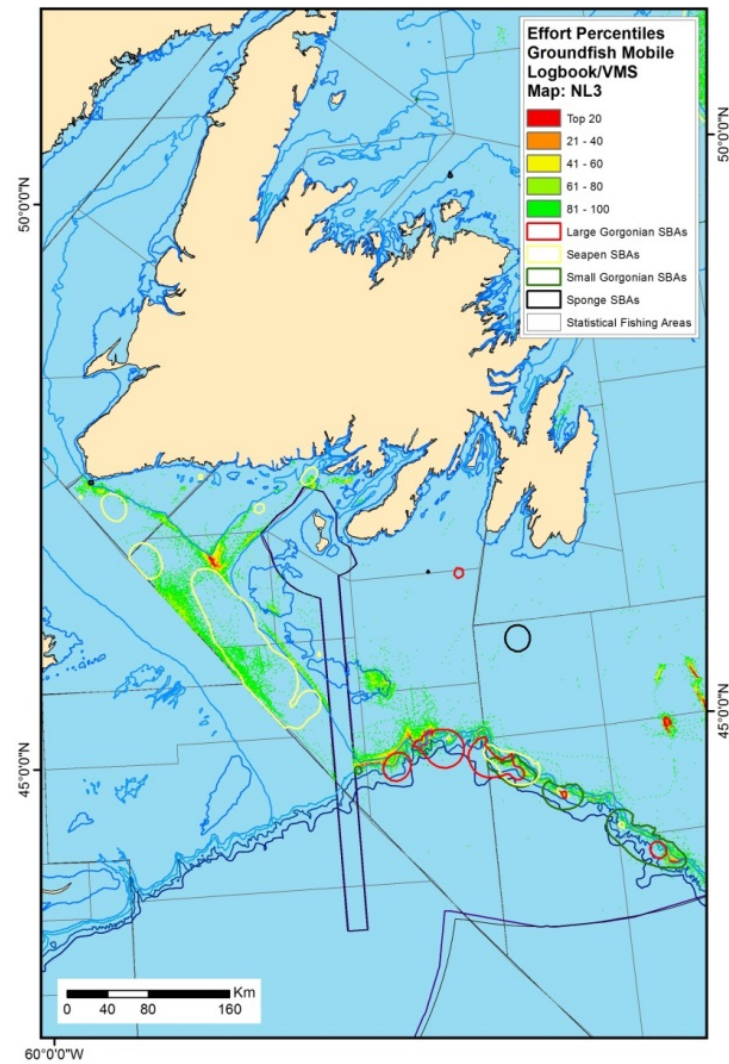 Effort Percentiles
Groundfish Mobile
Logbook/VMS
Map: NL3
Top 20
21 - 40
41 - 60
61 - 80
81 - 100
Large Gorgonian SBAs
Seapen SBAs
Small Gorgonian SBAs
Sponge SBAs
Statistical Fishing Areas
50°0'0"N
50°0'0"N
45°0'0"N
45°0'0"N
Km
0 40 80 160
60°0'0"W